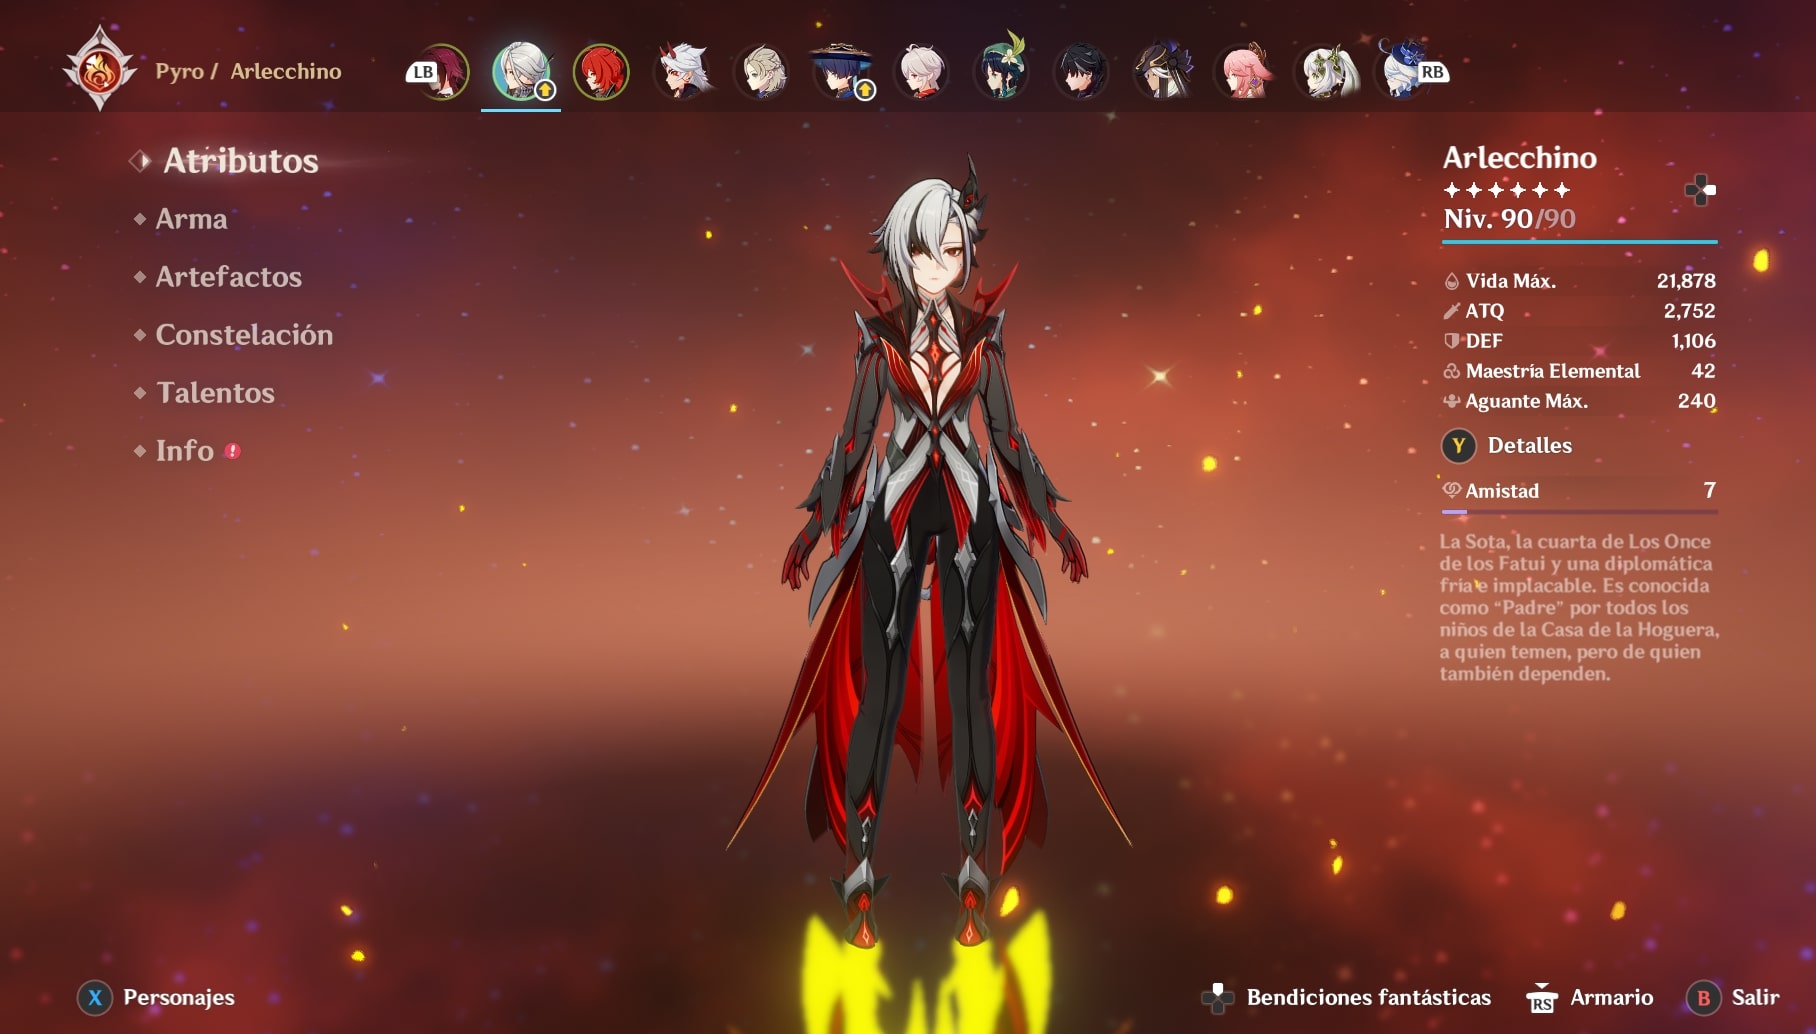 Pyro / Arlecchino
LB
RB
Atributos
Arma
Artefactos
Constelación
Talentos
Info
Arlecchino
Niv. 90/90
Vida Máx. 21,878
ATQ 2,752
DEF 1,106
Maestría Elemental 42
Aguante Máx. 240
Y Detalles
Amistad 7
La Sota, la cuarta de Los Once
de los Fatui y una diplomática
fría e implacable. Es conocida
como “Padre” por todos los
niños de la Casa de la Hoguera,
a quien temen, pero de quien
también dependen.
X Personajes
Bendiciones fantásticas
RS Armario
B Salir